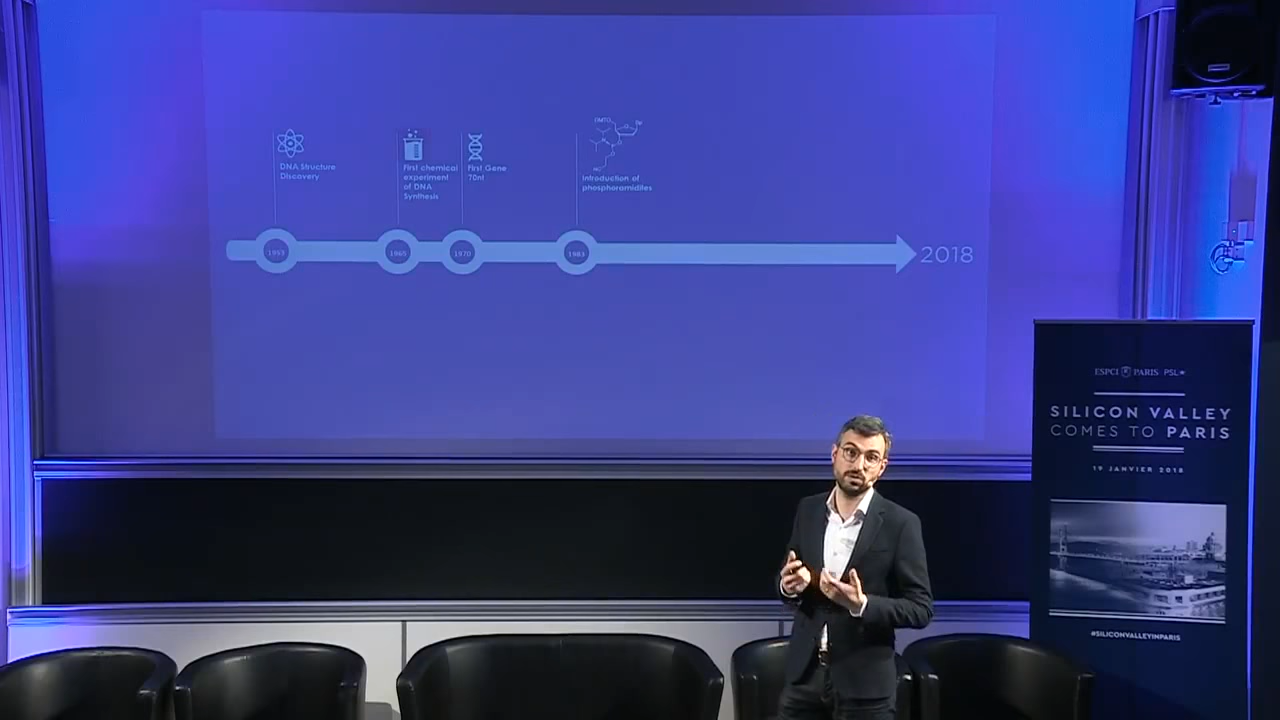 DNA Structure
Discovery
First chemical
experiment
of DNA
Synthesis
First Gene
70nt
Introduction of
phosphoramidites
1953
1965
1970
1983
2018
ESPCI PARIS PSL
SILICON VALLEY
COMES TO PARIS
19 JANVIER 2018
#SILICONVALLEYINPARIS